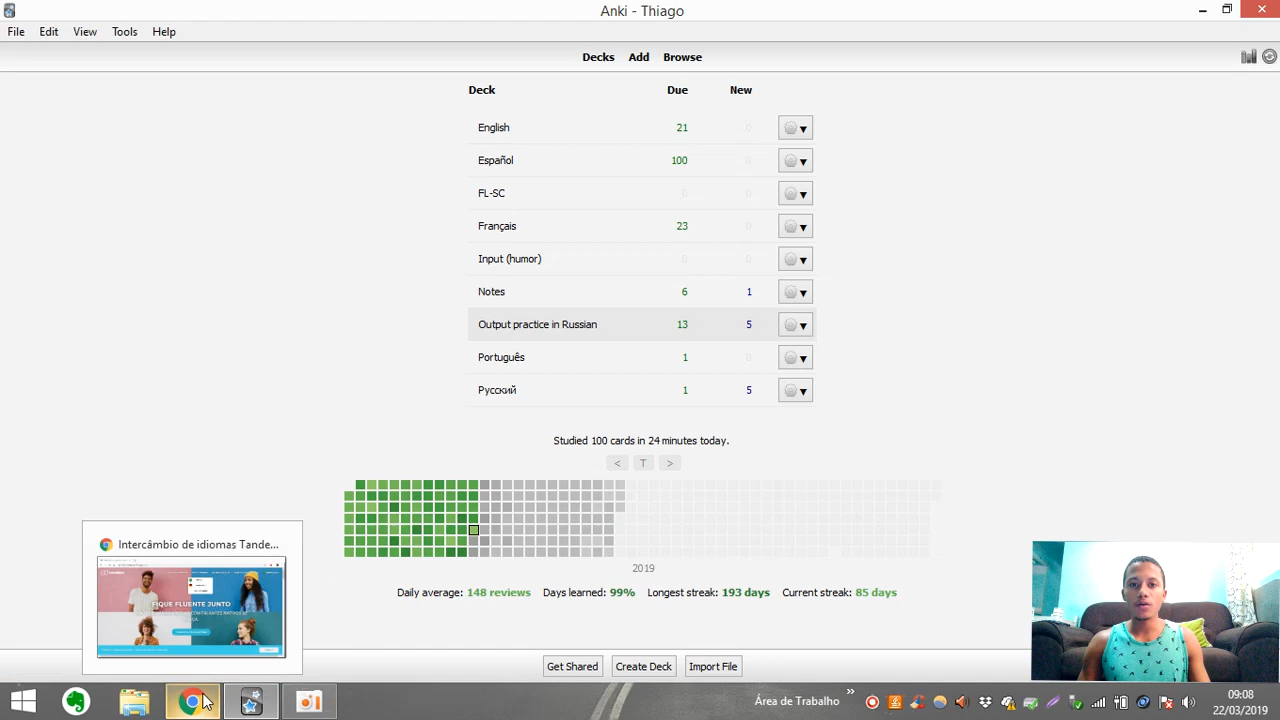 Anki - Thiago
File Edit View Tools Help
Decks Add Browse
Deck Due New
English 21 0
Español 100 0
FL-SC 0 0
Français 23 0
Input (humor) 0 0
Notes 6 1
Output practice in Russian 13 5
Português 1 0
Русский 1 5
Studied 100 cards in 24 minutes today.
< T >
2019
Daily average: 148 reviews Days learned: 99% Longest streak: 193 days Current streak: 85 days
Get Shared Create Deck Import File
Intercâmbio de idiomas Tande...
FIQUE FLUENTE JUNTO
Área de Trabalho
09:08
22/03/2019